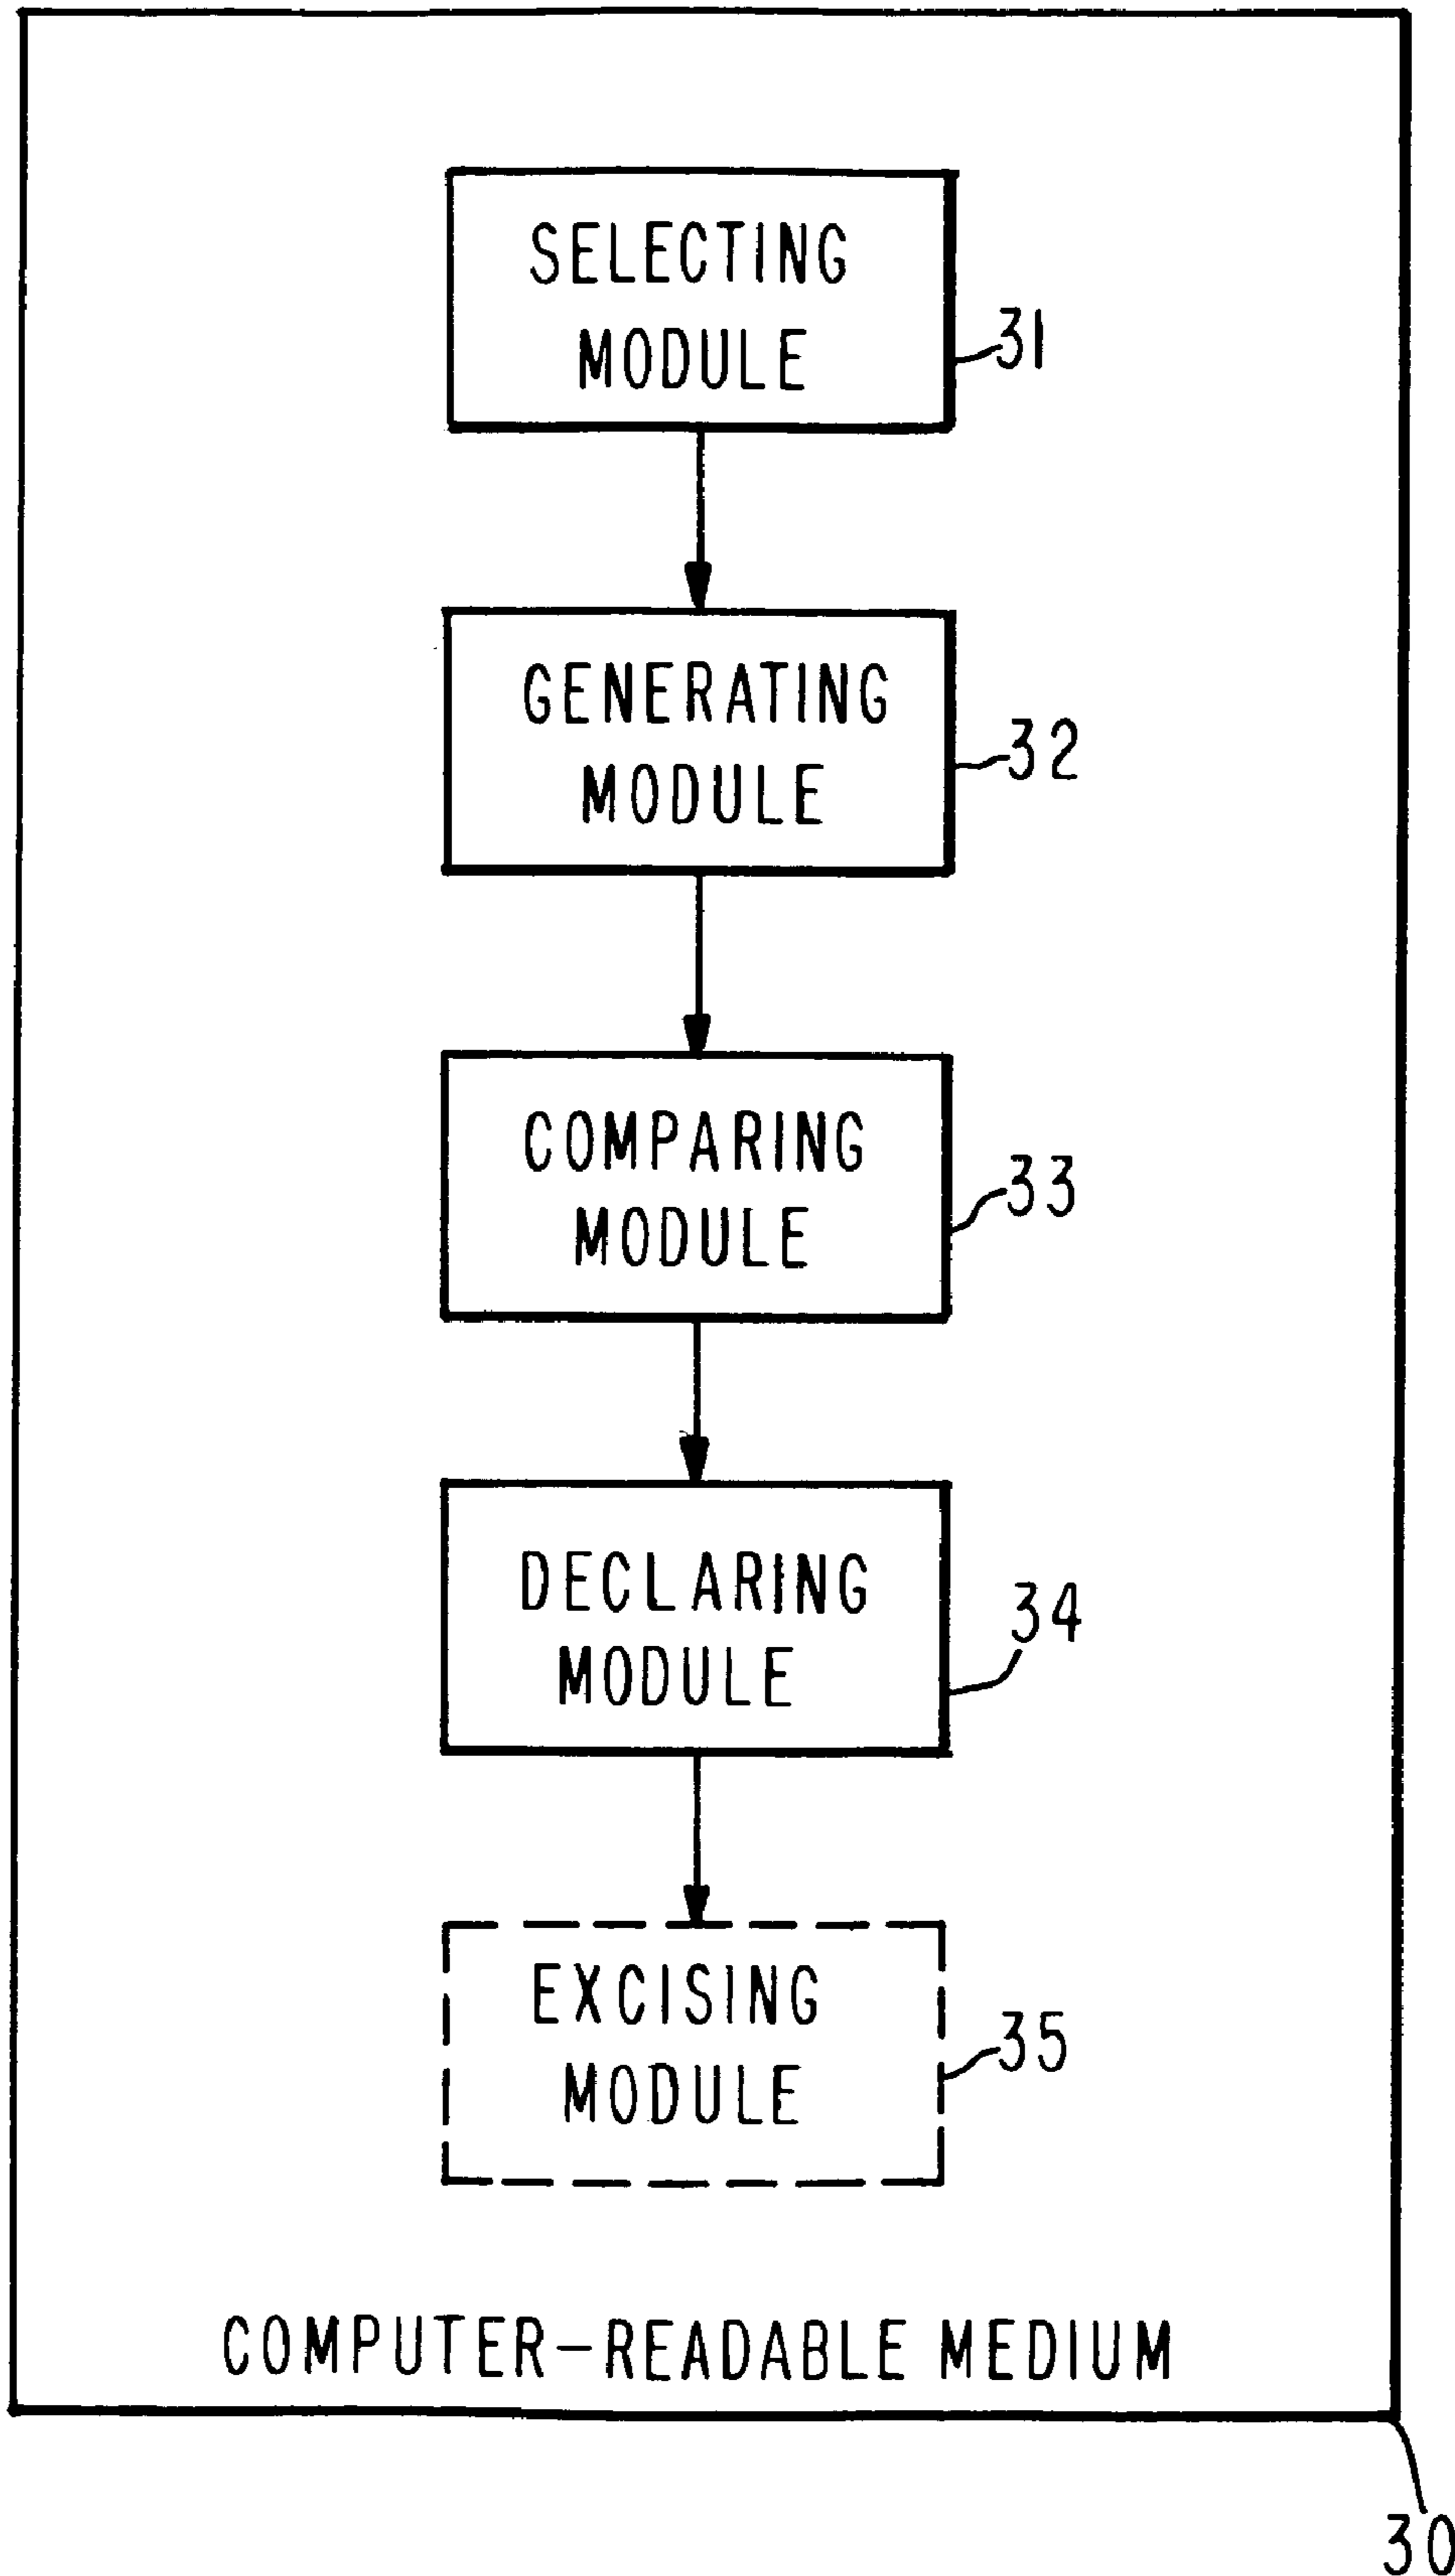 SELECTING
MODULE
31
GENERATING
MODULE
32
COMPARING
MODULE
33
DECLARING
MODULE
34
EXCISING
MODULE
35
COMPUTER-READABLE MEDIUM
30